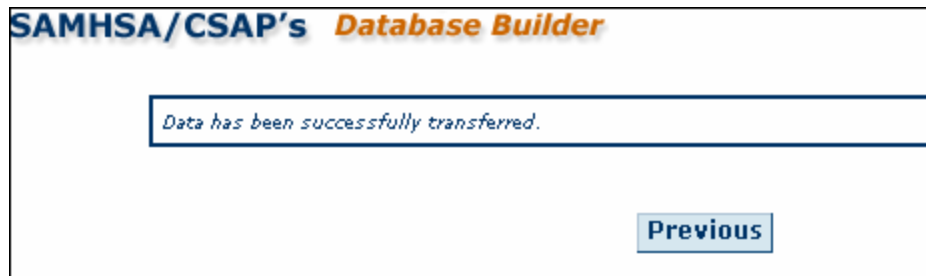 SAMHSA/CSAP's Database Builder
Data has been successfully transferred.
Previous